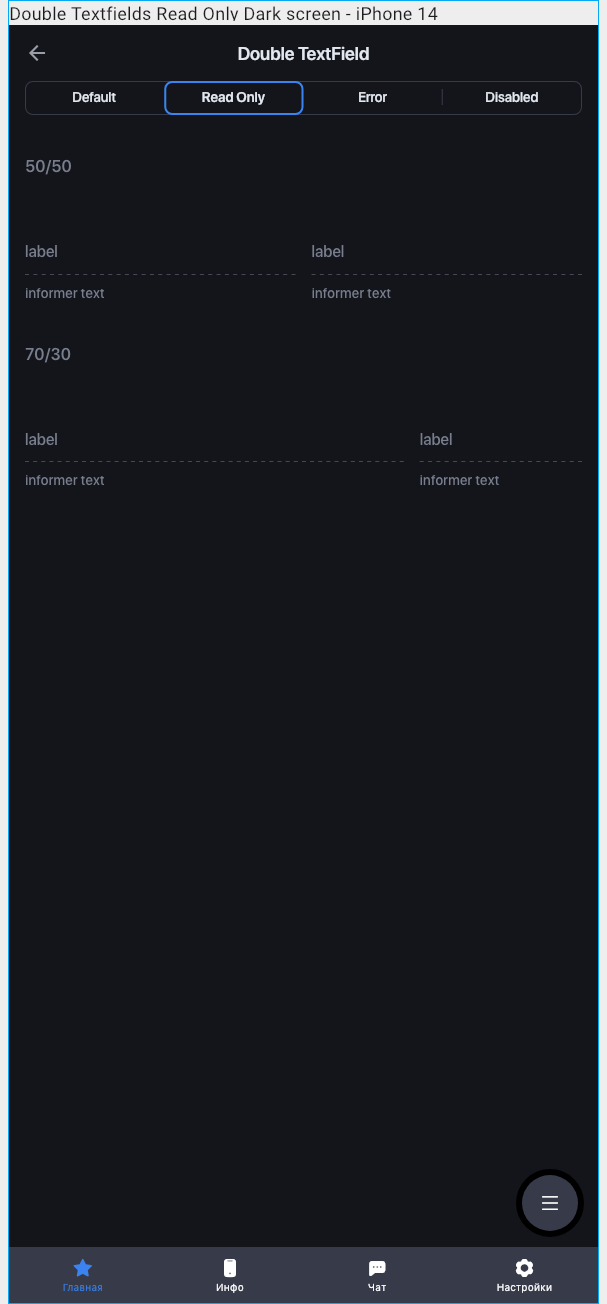 Double Textfields Read Only Dark screen - iPhone 14
Double TextField
Default Read Only Error Disabled
50/50
label label
informer text informer text
70/30
label label
informer text informer text
Главная Инфо Чат Настройки